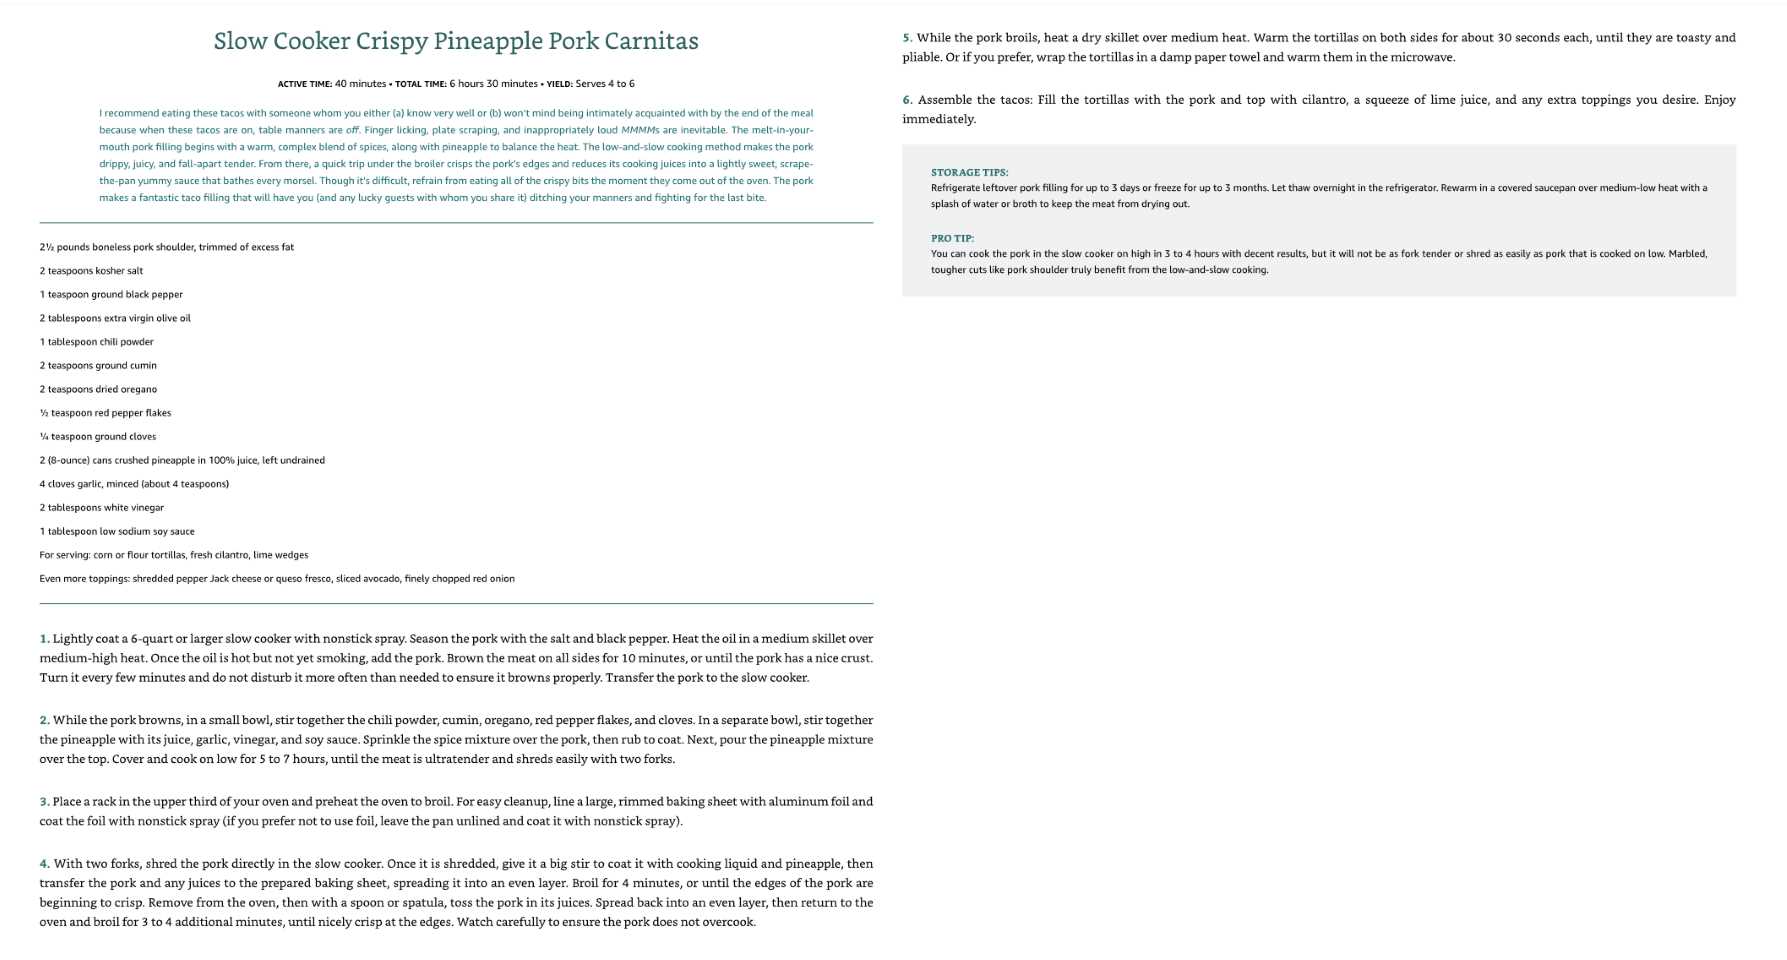 Slow Cooker Crispy Pineapple Pork Carnitas
ACTIVE TIME: 40 minutes • TOTAL TIME: 6 hours 30 minutes • YIELD: Serves 4 to 6
I recommend eating these tacos with someone whom you either (a) know very well or (b) won't mind being intimately acquainted with by the end of the meal
because when these tacos are on, table manners are off. Finger licking, plate scraping, and inappropriately loud MMMMs are inevitable. The melt-in-your-
mouth pork filling begins with a warm, complex blend of spices, along with pineapple to balance the heat. The low-and-slow cooking method makes the pork
drippy, juicy, and fall-apart tender. From there, a quick trip under the broiler crisps the pork's edges and reduces its cooking juices into a lightly sweet, scrape-
the-pan yummy sauce that bathes every morsel. Though it's difficult, refrain from eating all of the crispy bits the moment they come out of the oven. The pork
makes a fantastic taco filling that will have you (and any lucky guests with whom you share it) ditching your manners and fighting for the last bite.
2½ pounds boneless pork shoulder, trimmed of excess fat
2 teaspoons kosher salt
1 teaspoon ground black pepper
2 tablespoons extra virgin olive oil
1 tablespoon chili powder
2 teaspoons ground cumin
2 teaspoons dried oregano
½ teaspoon red pepper flakes
¼ teaspoon ground cloves
2 (8-ounce) cans crushed pineapple in 100% juice, left undrained
4 cloves garlic, minced (about 4 teaspoons)
2 tablespoons white vinegar
1 tablespoon low sodium soy sauce
For serving: corn or flour tortillas, fresh cilantro, lime wedges
Even more toppings: shredded pepper Jack cheese or queso fresco, sliced avocado, finely chopped red onion
1. Lightly coat a 6-quart or larger slow cooker with nonstick spray. Season the pork with the salt and black pepper. Heat the oil in a medium skillet over
medium-high heat. Once the oil is hot but not yet smoking, add the pork. Brown the meat on all sides for 10 minutes, or until the pork has a nice crust.
Turn it every few minutes and do not disturb it more often than needed to ensure it browns properly. Transfer the pork to the slow cooker.
2. While the pork browns, in a small bowl, stir together the chili powder, cumin, oregano, red pepper flakes, and cloves. In a separate bowl, stir together
the pineapple with its juice, garlic, vinegar, and soy sauce. Sprinkle the spice mixture over the pork, then rub to coat. Next, pour the pineapple mixture
over the top. Cover and cook on low for 5 to 7 hours, until the meat is ultratender and shreds easily with two forks.
3. Place a rack in the upper third of your oven and preheat the oven to broil. For easy cleanup, line a large, rimmed baking sheet with aluminum foil and
coat the foil with nonstick spray (if you prefer not to use foil, leave the pan unlined and coat it with nonstick spray).
4. With two forks, shred the pork directly in the slow cooker. Once it is shredded, give it a big stir to coat it with cooking liquid and pineapple, then
transfer the pork and any juices to the prepared baking sheet, spreading it into an even layer. Broil for 4 minutes, or until the edges of the pork are
beginning to crisp. Remove from the oven, then with a spoon or spatula, toss the pork in its juices. Spread back into an even layer, then return to the
oven and broil for 3 to 4 additional minutes, until nicely crisp at the edges. Watch carefully to ensure the pork does not overcook.
5. While the pork broils, heat a dry skillet over medium heat. Warm the tortillas on both sides for about 30 seconds each, until they are toasty and
pliable. Or if you prefer, wrap the tortillas in a damp paper towel and warm them in the microwave.
6. Assemble the tacos: Fill the tortillas with the pork and top with cilantro, a squeeze of lime juice, and any extra toppings you desire. Enjoy
immediately.
STORAGE TIPS:
Refrigerate leftover pork filling for up to 3 days or freeze for up to 3 months. Let thaw overnight in the refrigerator. Rewarm in a covered saucepan over medium-low heat with a
splash of water or broth to keep the meat from drying out.
PRO TIP:
You can cook the pork in the slow cooker on high in 3 to 4 hours with decent results, but it will not be as fork tender or shred as easily as pork that is cooked on low. Marbled,
tougher cuts like pork shoulder truly benefit from the low-and-slow cooking.